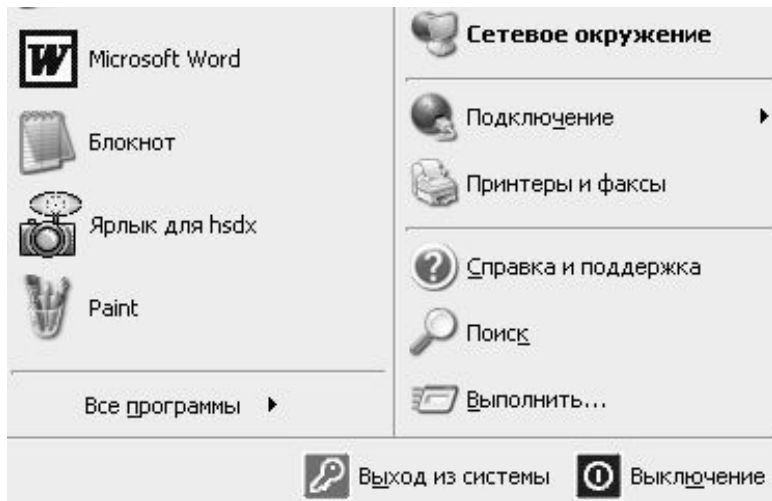 Microsoft Word
Блокнот
Ярлык для hsdx
Paint
Все программы
Сетевое окружение
Подключение
Принтеры и факсы
Справка и поддержка
Поиск
Выполнить...
Выход из системы
Выключение